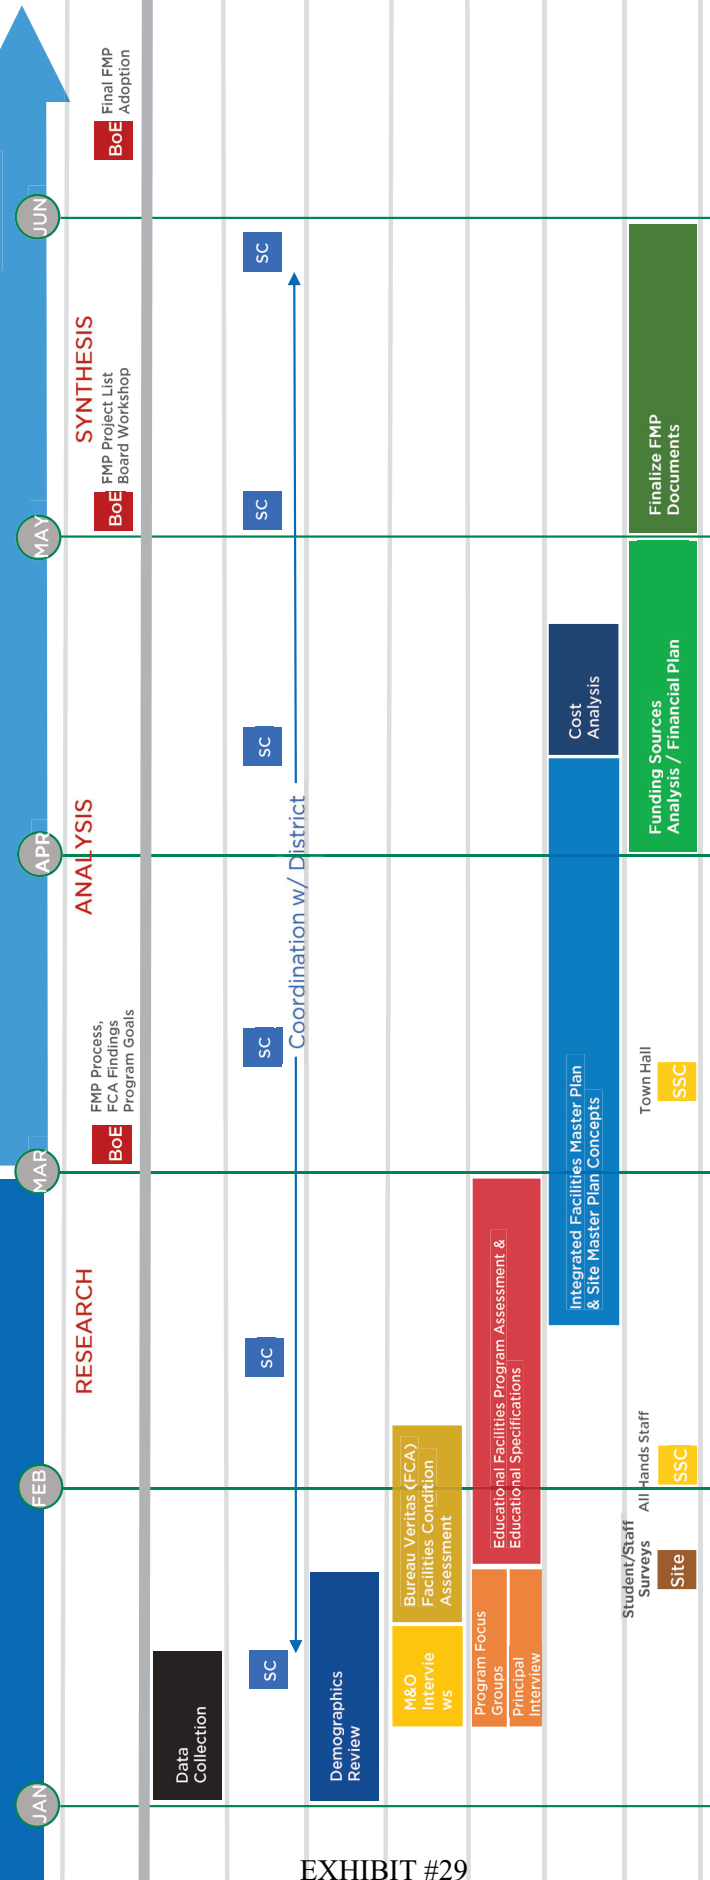 JAN
FEB
MAR
APR
MAY
JUN
RESEARCH
ANALYSIS
SYNTHESIS
BoE
FMP Process,
FCA Findings
Program Goals
BoE
FMP Project List
Board Workshop
BoE
Final FMP
Adoption
Data
Collection
SC
SC
SC
SC
SC
SC
Coordination w/ District
Demographics
Review
M&O
Intervie
ws
Bureau Veritas (FCA)
Facilities Condition
Assessment
Program Focus
Groups
Principal
Interview
Educational Facilities Program Assessment &
Educational Specifications
Integrated Facilities Master Plan
& Site Master Plan Concepts
Cost
Analysis
Student/Staff
Surveys
Site
All Hands Staff
SSC
Town Hall
SSC
Funding Sources
Analysis / Financial Plan
Finalize FMP
Documents
EXHIBIT #29